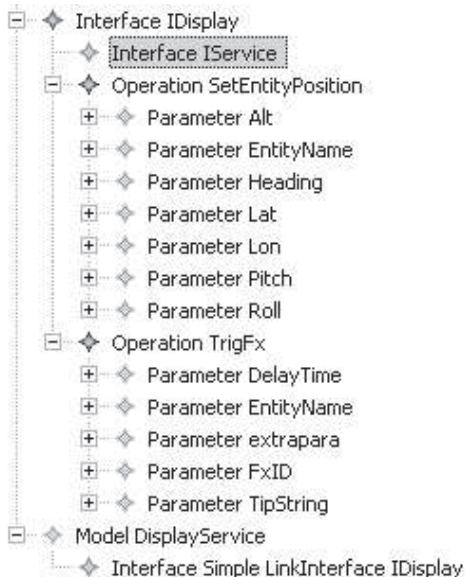 Interface IDisplay
Interface IService
Operation SetEntityPosition
Parameter Alt
Parameter EntityName
Parameter Heading
Parameter Lat
Parameter Lon
Parameter Pitch
Parameter Roll
Operation TrigFx
Parameter DelayTime
Parameter EntityName
Parameter extrapara
Parameter FxID
Parameter TipString
Model DisplayService
Interface Simple LinkInterface IDisplay